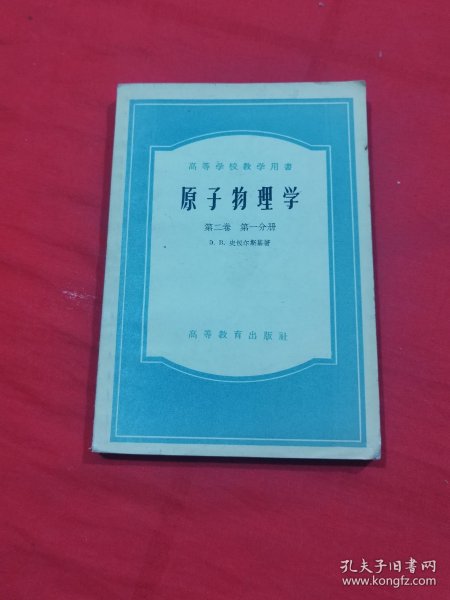 高等学校教学用書
原子物理学
第二卷 第一分册
Э. В. 史包尔斯基著
高等教育出版社
孔夫子旧书网
www.kongfz.com